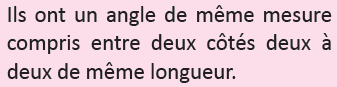 Ils ont un angle de même mesure
compris entre deux côtés deux à
deux de même longueur.